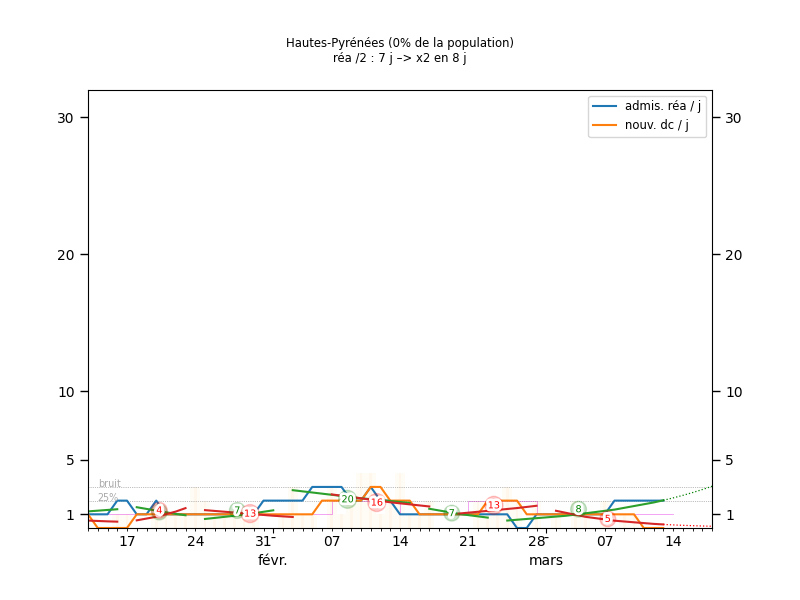 Hautes-Pyrénées (0% de la population)
réa /2 : 7 j –> x2 en 8 j
admis. réa / j
nouv. dc / j
30 30
20 20
10 10
5 5
1 1
bruit
25%
4 7 13 20 16 7 13 8 5
17 24 31 07 14 21 28 07 14
févr. mars